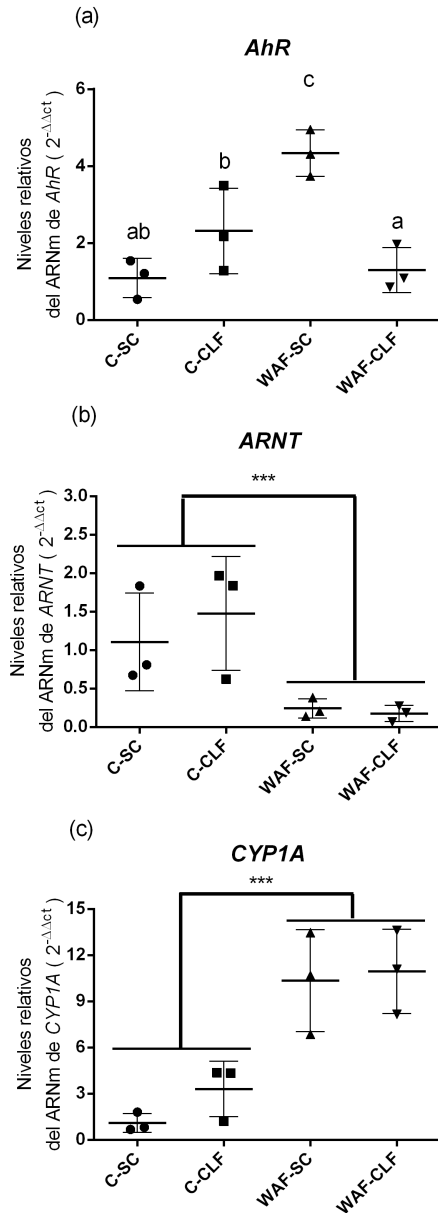 (a)
AhR
Niveles relativos
del ARNm de AhR ( 2^-ΔΔct )
6
4
2
0
ab
b
c
a
C-SC
C-CLF
WAF-SC
WAF-CLF
(b)
ARNT
***
Niveles relativos
del ARNm de ARNT ( 2^-ΔΔct )
3.0
2.5
2.0
1.5
1.0
0.5
0.0
C-SC
C-CLF
WAF-SC
WAF-CLF
(c)
CYP1A
***
Niveles relativos
del ARNm de CYP1A ( 2^-ΔΔct )
15
12
9
6
3
0
C-SC
C-CLF
WAF-SC
WAF-CLF